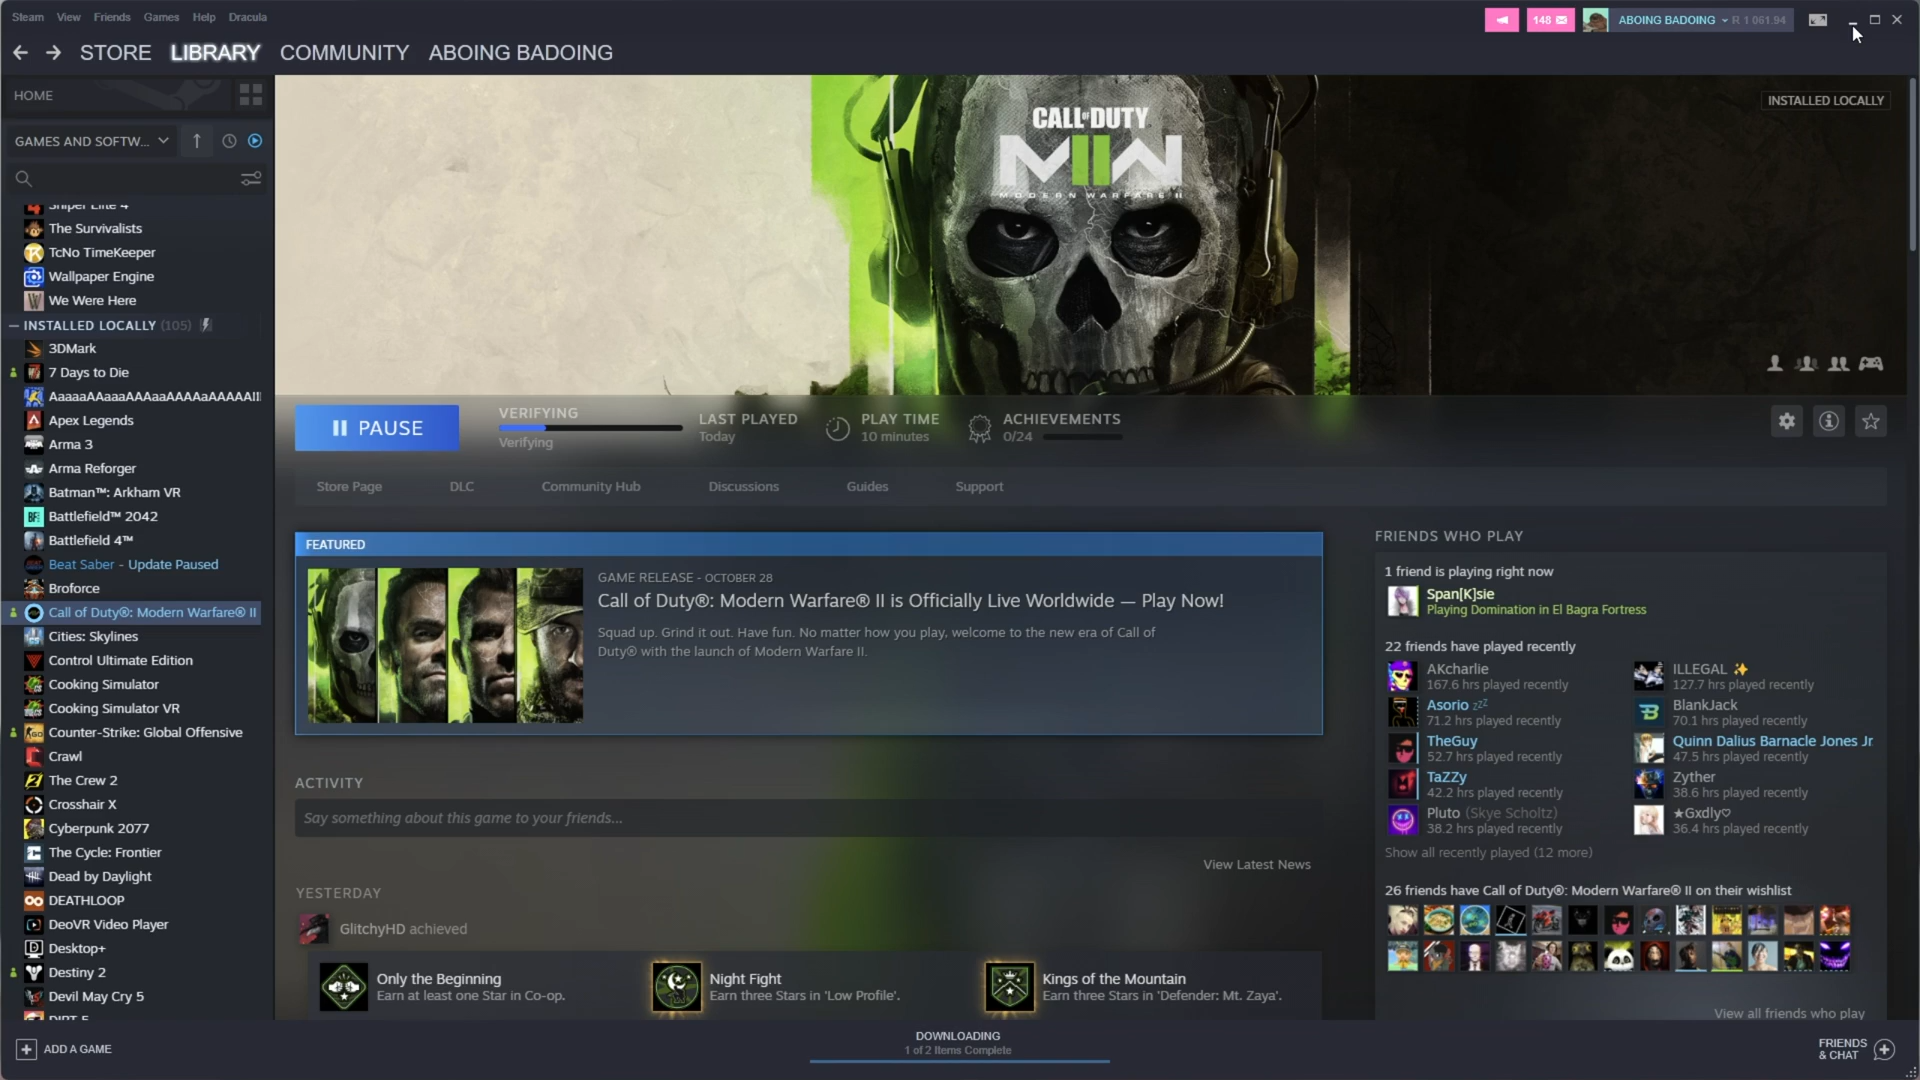 Steam View Friends Games Help Dracula
148 ABOING BADOING R 1 061.94
STORE LIBRARY COMMUNITY ABOING BADOING
HOME
GAMES AND SOFTW...
Sniper Elite 4
The Survivalists
TcNo TimeKeeper
Wallpaper Engine
We Were Here
INSTALLED LOCALLY (105)
3DMark
7 Days to Die
Apex Legends
Arma 3
Arma Reforger
Batman™: Arkham VR
Battlefield™ 2042
Battlefield 4™
Beat Saber - Update Paused
Broforce
Call of Duty®: Modern Warfare® II
Cities: Skylines
Control Ultimate Edition
Cooking Simulator
Cooking Simulator VR
Counter-Strike: Global Offensive
Crawl
The Crew 2
Crosshair X
Cyberpunk 2077
The Cycle: Frontier
Dead by Daylight
DEATHLOOP
DeoVR Video Player
Desktop+
Destiny 2
Devil May Cry 5
DIRT 5
ADD A GAME
INSTALLED LOCALLY
CALL OF DUTY
MWII
MODERN WARFARE II
PAUSE
VERIFYING
Verifying
LAST PLAYED
Today
PLAY TIME
10 minutes
ACHIEVEMENTS
0/24
Store Page DLC Community Hub Discussions Guides Support
FEATURED
GAME RELEASE - OCTOBER 28
Call of Duty®: Modern Warfare® II is Officially Live Worldwide — Play Now!
Squad up. Grind it out. Have fun. No matter how you play, welcome to the new era of Call of
Duty® with the launch of Modern Warfare II.
ACTIVITY
Say something about this game to your friends...
View Latest News
YESTERDAY
GlitchyHD achieved
Only the Beginning
Earn at least one Star in Co-op.
Night Fight
Earn three Stars in 'Low Profile'.
Kings of the Mountain
Earn three Stars in 'Defender: Mt. Zaya'.
FRIENDS WHO PLAY
1 friend is playing right now
Span[K]sie
Playing Domination in El Bagra Fortress
22 friends have played recently
AKcharlie
167.6 hrs played recently
ILLEGAL ✨
127.7 hrs played recently
Asorio zzZ
71.2 hrs played recently
BlankJack
70.1 hrs played recently
TheGuy
52.7 hrs played recently
Quinn Dalius Barnacle Jones Jr
47.5 hrs played recently
TaZZy
42.2 hrs played recently
Zyther
38.6 hrs played recently
Pluto (Skye Scholtz)
38.2 hrs played recently
★Gxdly♡
36.4 hrs played recently
Show all recently played (12 more)
26 friends have Call of Duty®: Modern Warfare® II on their wishlist
View all friends who play
DOWNLOADING
1 of 2 Items Complete
FRIENDS
& CHAT